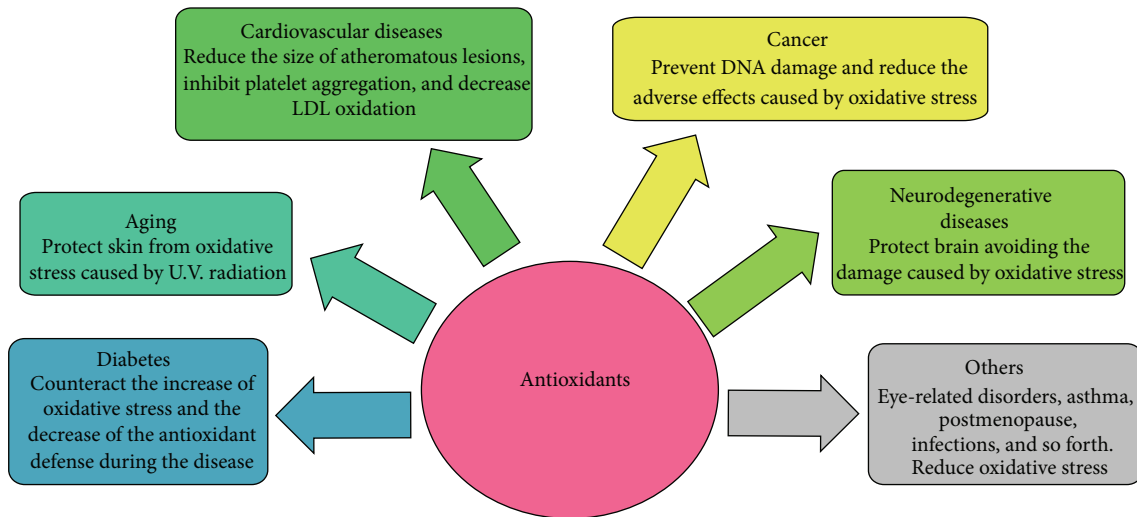 Cardiovascular diseases
Reduce the size of atheromatous lesions,
inhibit platelet aggregation, and decrease
LDL oxidation
Cancer
Prevent DNA damage and reduce the
adverse effects caused by oxidative stress
Aging
Protect skin from oxidative
stress caused by U.V. radiation
Neurodegenerative
diseases
Protect brain avoiding the
damage caused by oxidative stress
Diabetes
Counteract the increase of
oxidative stress and the
decrease of the antioxidant
defense during the disease
Antioxidants
Others
Eye-related disorders, asthma,
postmenopause,
infections, and so forth.
Reduce oxidative stress